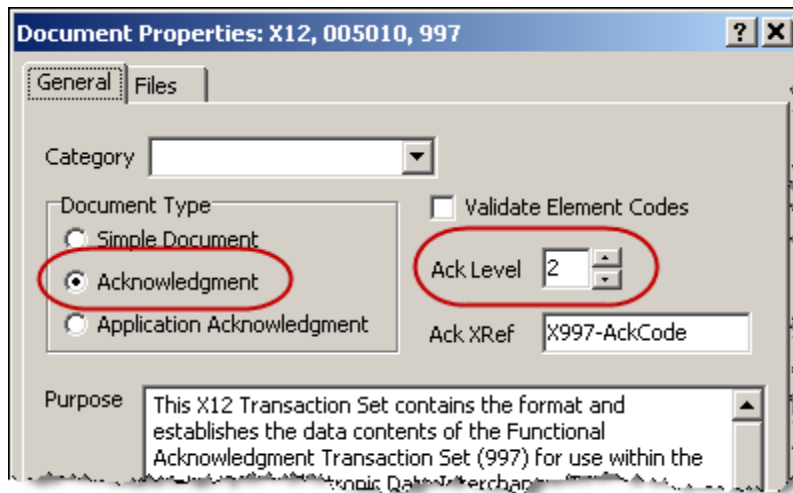 Document Properties: X12, 005010, 997
General
Files
Category
Document Type
Validate Element Codes
Simple Document
Acknowledgment
Ack Level 2
Application Acknowledgment
Ack XRef X997-AckCode
Purpose
This X12 Transaction Set contains the format and
establishes the data contents of the Functional
Acknowledgment Transaction Set (997) for use within the